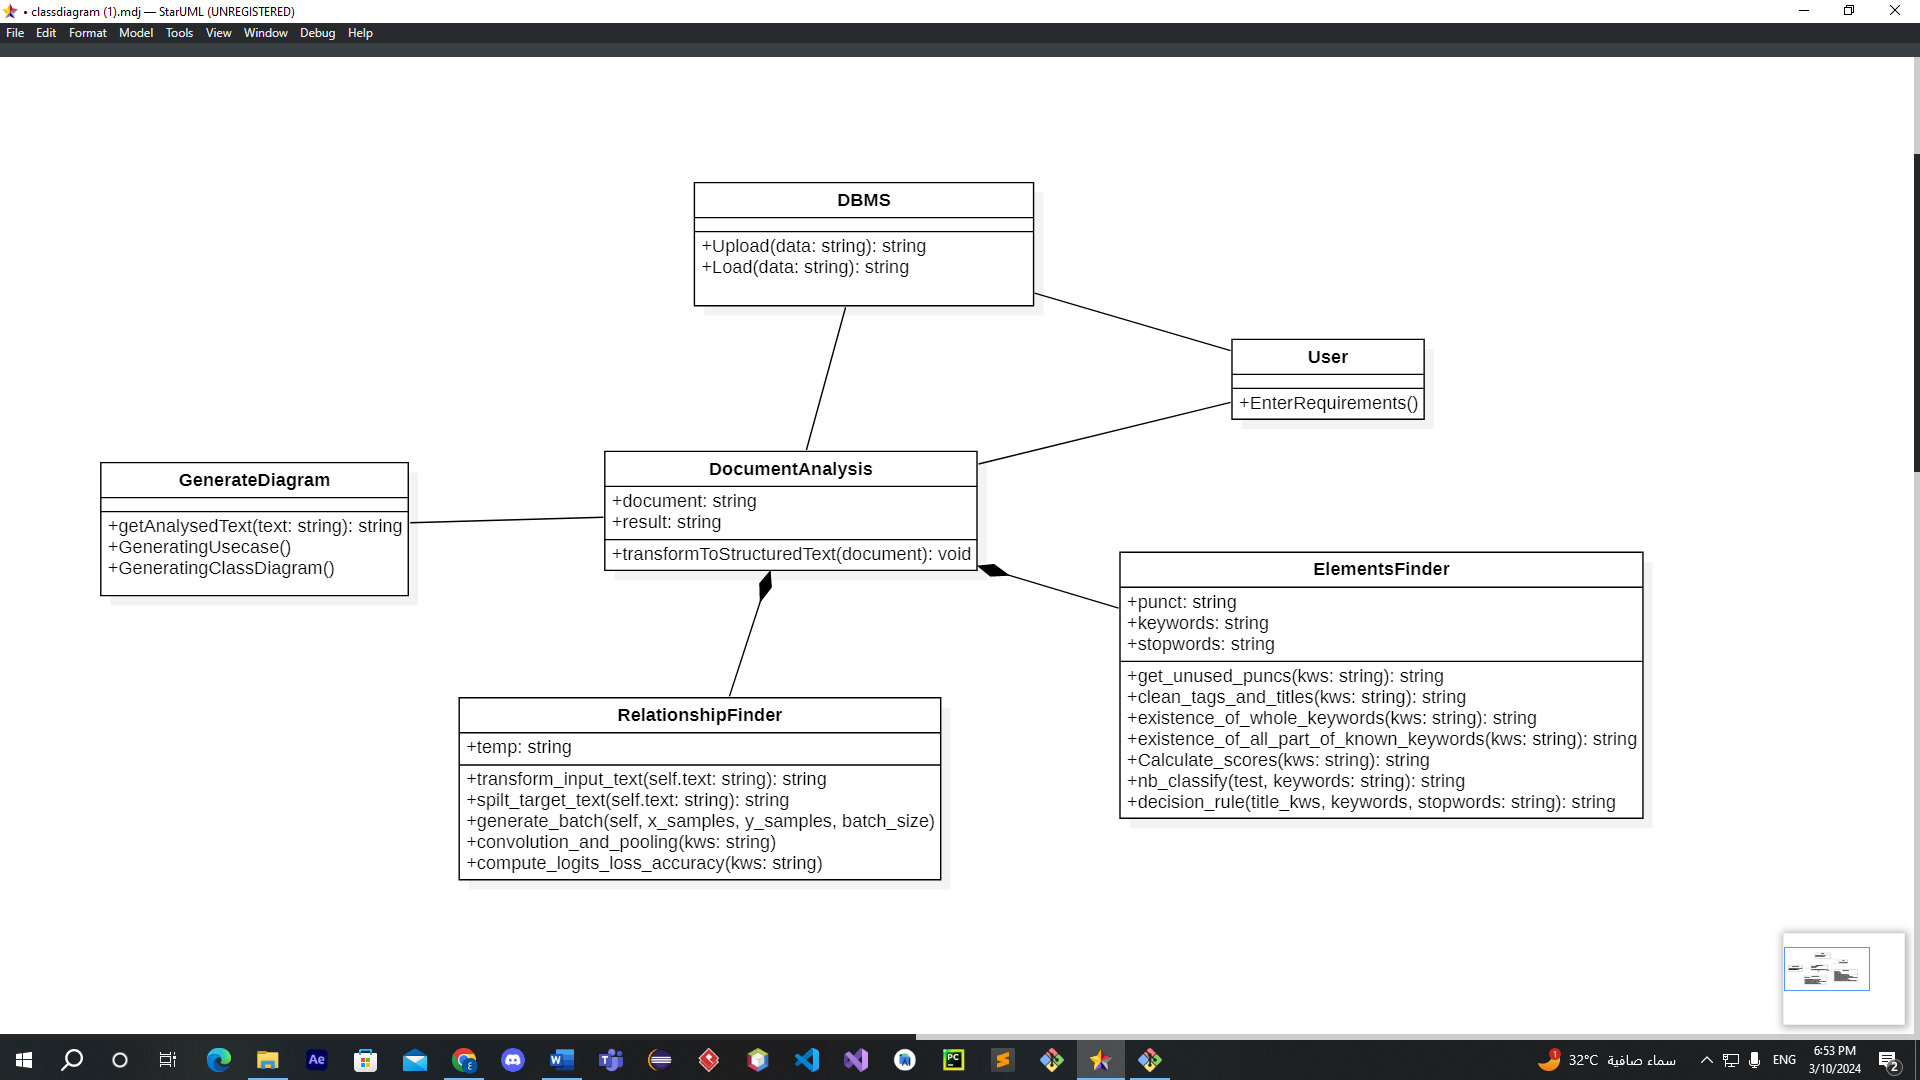 • classdiagram (1).mdj — StarUML (UNREGISTERED)
File Edit Format Model Tools View Window Debug Help
DBMS
+Upload(data: string): string
+Load(data: string): string
User
+EnterRequirements()
DocumentAnalysis
+document: string
+result: string
+transformToStructuredText(document): void
GenerateDiagram
+getAnalysedText(text: string): string
+GeneratingUsecase()
+GeneratingClassDiagram()
ElementsFinder
+punct: string
+keywords: string
+stopwords: string
+get_unused_puncs(kws: string): string
+clean_tags_and_titles(kws: string): string
+existence_of_whole_keywords(kws: string): string
+existence_of_all_part_of_known_keywords(kws: string): string
+Calculate_scores(kws: string): string
+nb_classify(test, keywords: string): string
+decision_rule(title_kws, keywords, stopwords: string): string
RelationshipFinder
+temp: string
+transform_input_text(self.text: string): string
+spilt_target_text(self.text: string): string
+generate_batch(self, x_samples, y_samples, batch_size)
+convolution_and_pooling(kws: string)
+compute_logits_loss_accuracy(kws: string)
Ae
W
PC
1
32°C سماء صافية
ENG
6:53 PM
3/10/2024
2